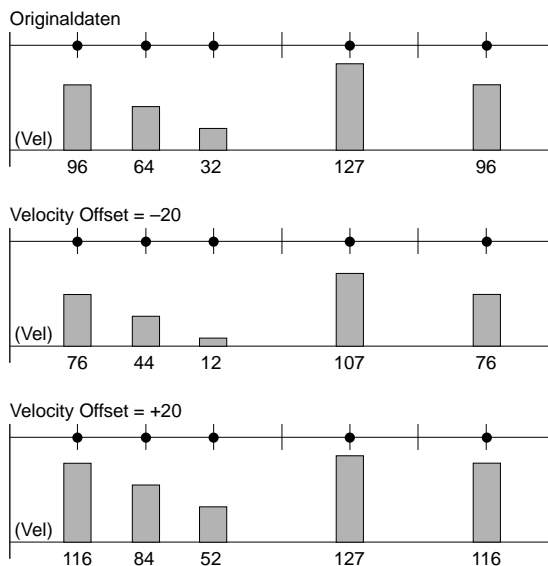 Originaldaten
(Vel)
96 64 32 127 96
Velocity Offset = –20
(Vel)
76 44 12 107 76
Velocity Offset = +20
(Vel)
116 84 52 127 116